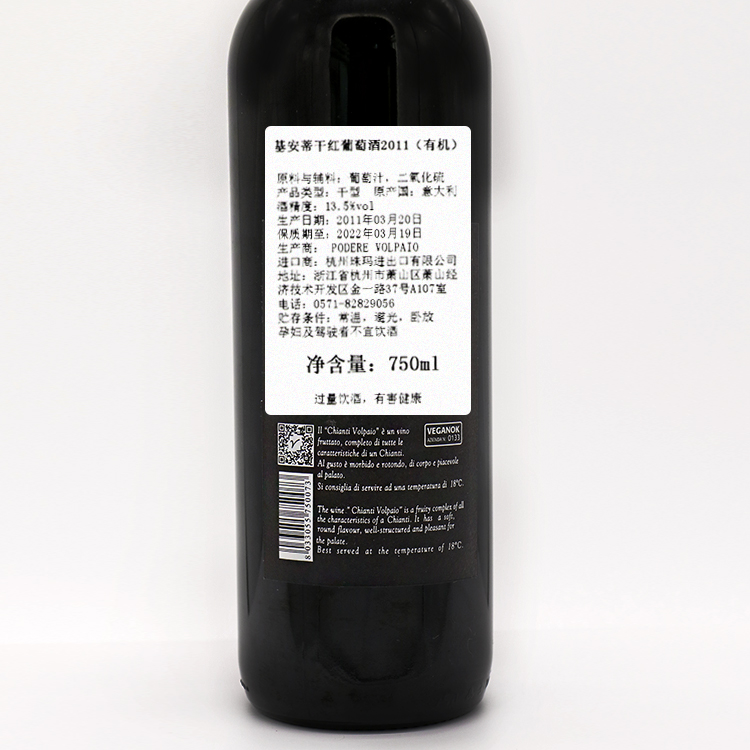 基安蒂干红葡萄酒2011（有机）
原料与辅料：葡萄汁，二氧化硫
产品类型：干型 原产国：意大利
酒精度：13.5%vol
生产日期：2011年03月20日
保质期至：2022年03月19日
生产商： PODERE VOLPAIO
进口商：杭州珠玛进出口有限公司
地址：浙江省杭州市萧山区萧山经
济技术开发区金一路37号A107室
电话：0571-82829056
贮存条件：常温，避光，卧放
孕妇及驾驶者不宜饮酒
净含量：750ml
过量饮酒，有害健康
Il "Chianti Volpaio" è un vino
fruttato, completo di tutte le
caratteristiche di un Chianti.
Al gusto è morbido e rotondo, di corpo e piacevole
al palato.
Si consiglia di servire ad una temperatura di 18°C.
VEGANOK
AZIENDA N. 0133
The wine." Chianti Volpaio" is a fruity complex of all
the characteristics of a Chianti. It has a soft,
round flavour, well-structured and pleasant for
the palate.
Best served at the temperature of 18°C.
8033035750073